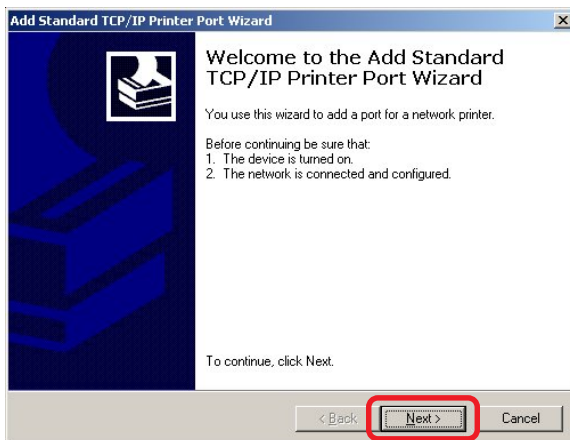 Add Standard TCP/IP Printer Port Wizard
Welcome to the Add Standard
TCP/IP Printer Port Wizard
You use this wizard to add a port for a network printer.
Before continuing be sure that:
1. The device is turned on.
2. The network is connected and configured.
To continue, click Next.
< Back
Next >
Cancel